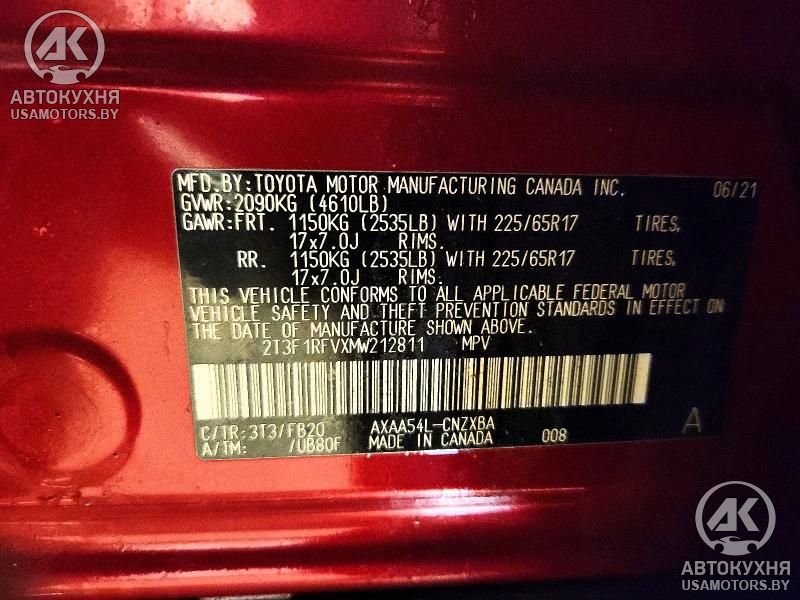 AK
АВТОКУХНЯ
USAMOTORS.BY
MFD.BY:TOYOTA MOTOR MANUFACTURING CANADA INC. 06/21
GVWR:2090KG (4610LB)
GAWR:FRT. 1150KG (2535LB) WITH 225/65R17 TIRES,
17x7.0J RIMS.
RR. 1150KG (2535LB) WITH 225/65R17 TIRES,
17x7.0J RIMS.
THIS VEHICLE CONFORMS TO ALL APPLICABLE FEDERAL MOTOR
VEHICLE SAFETY AND THEFT PREVENTION STANDARDS IN EFFECT ON
THE DATE OF MANUFACTURE SHOWN ABOVE.
2T3F1RFVXMW212811 MPV
C/TR:3T3/FB20 AXAA54L-CNZXBA A
A/TM: /UB80F MADE IN CANADA 008
AK
АВТОКУХНЯ
USAMOTORS.BY